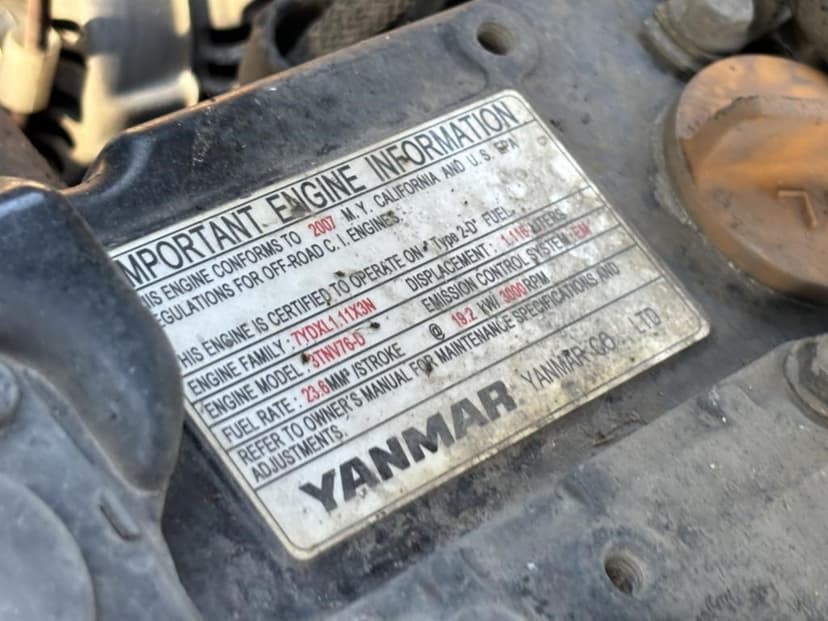 IMPORTANT ENGINE INFORMATION
THIS ENGINE CONFORMS TO 2007 M.Y. CALIFORNIA AND U.S. EPA
REGULATIONS FOR OFF-ROAD C.I. ENGINES.
THIS ENGINE IS CERTIFIED TO OPERATE ON " Type 2-D" FUEL.
ENGINE FAMILY : 7YDXL1.11X3N DISPLACEMENT : 1.116 LITERS
ENGINE MODEL : 3TNV76-D EMISSION CONTROL SYSTEM : EM
FUEL RATE : 23.6MM³ /STROKE @ 19.2 kW/ 3000 RPM
REFER TO OWNER'S MANUAL FOR MAINTENANCE SPECIFICATIONS AND
ADJUSTMENTS.
YANMAR YANMAR CO., LTD